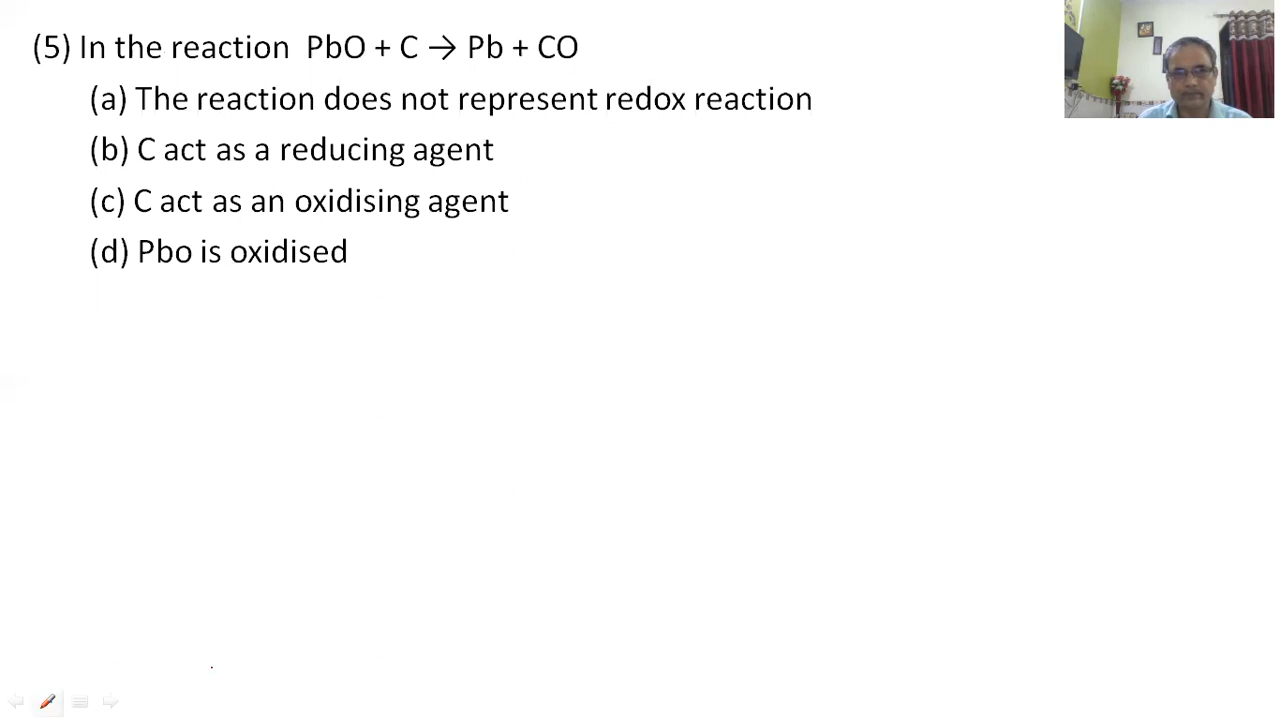 (5) In the reaction PbO + C → Pb + CO
(a) The reaction does not represent redox reaction
(b) C act as a reducing agent
(c) C act as an oxidising agent
(d) Pbo is oxidised